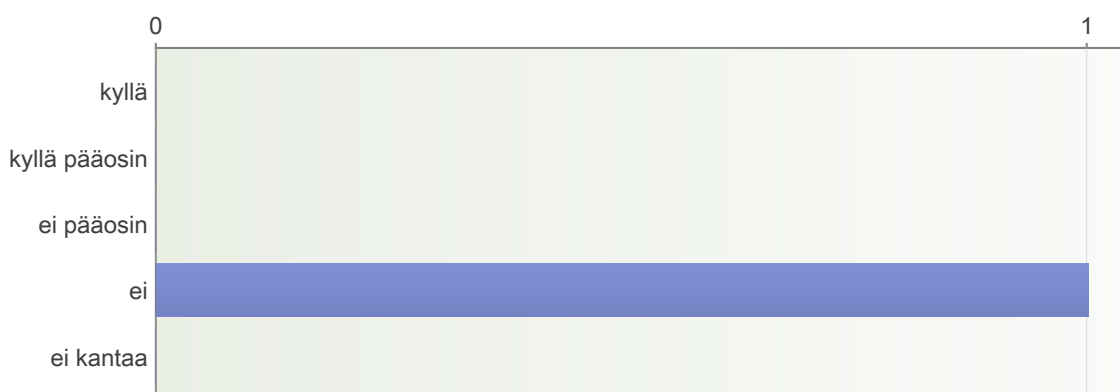 0 1
kyllä
kyllä pääosin
ei pääosin
ei
ei kantaa